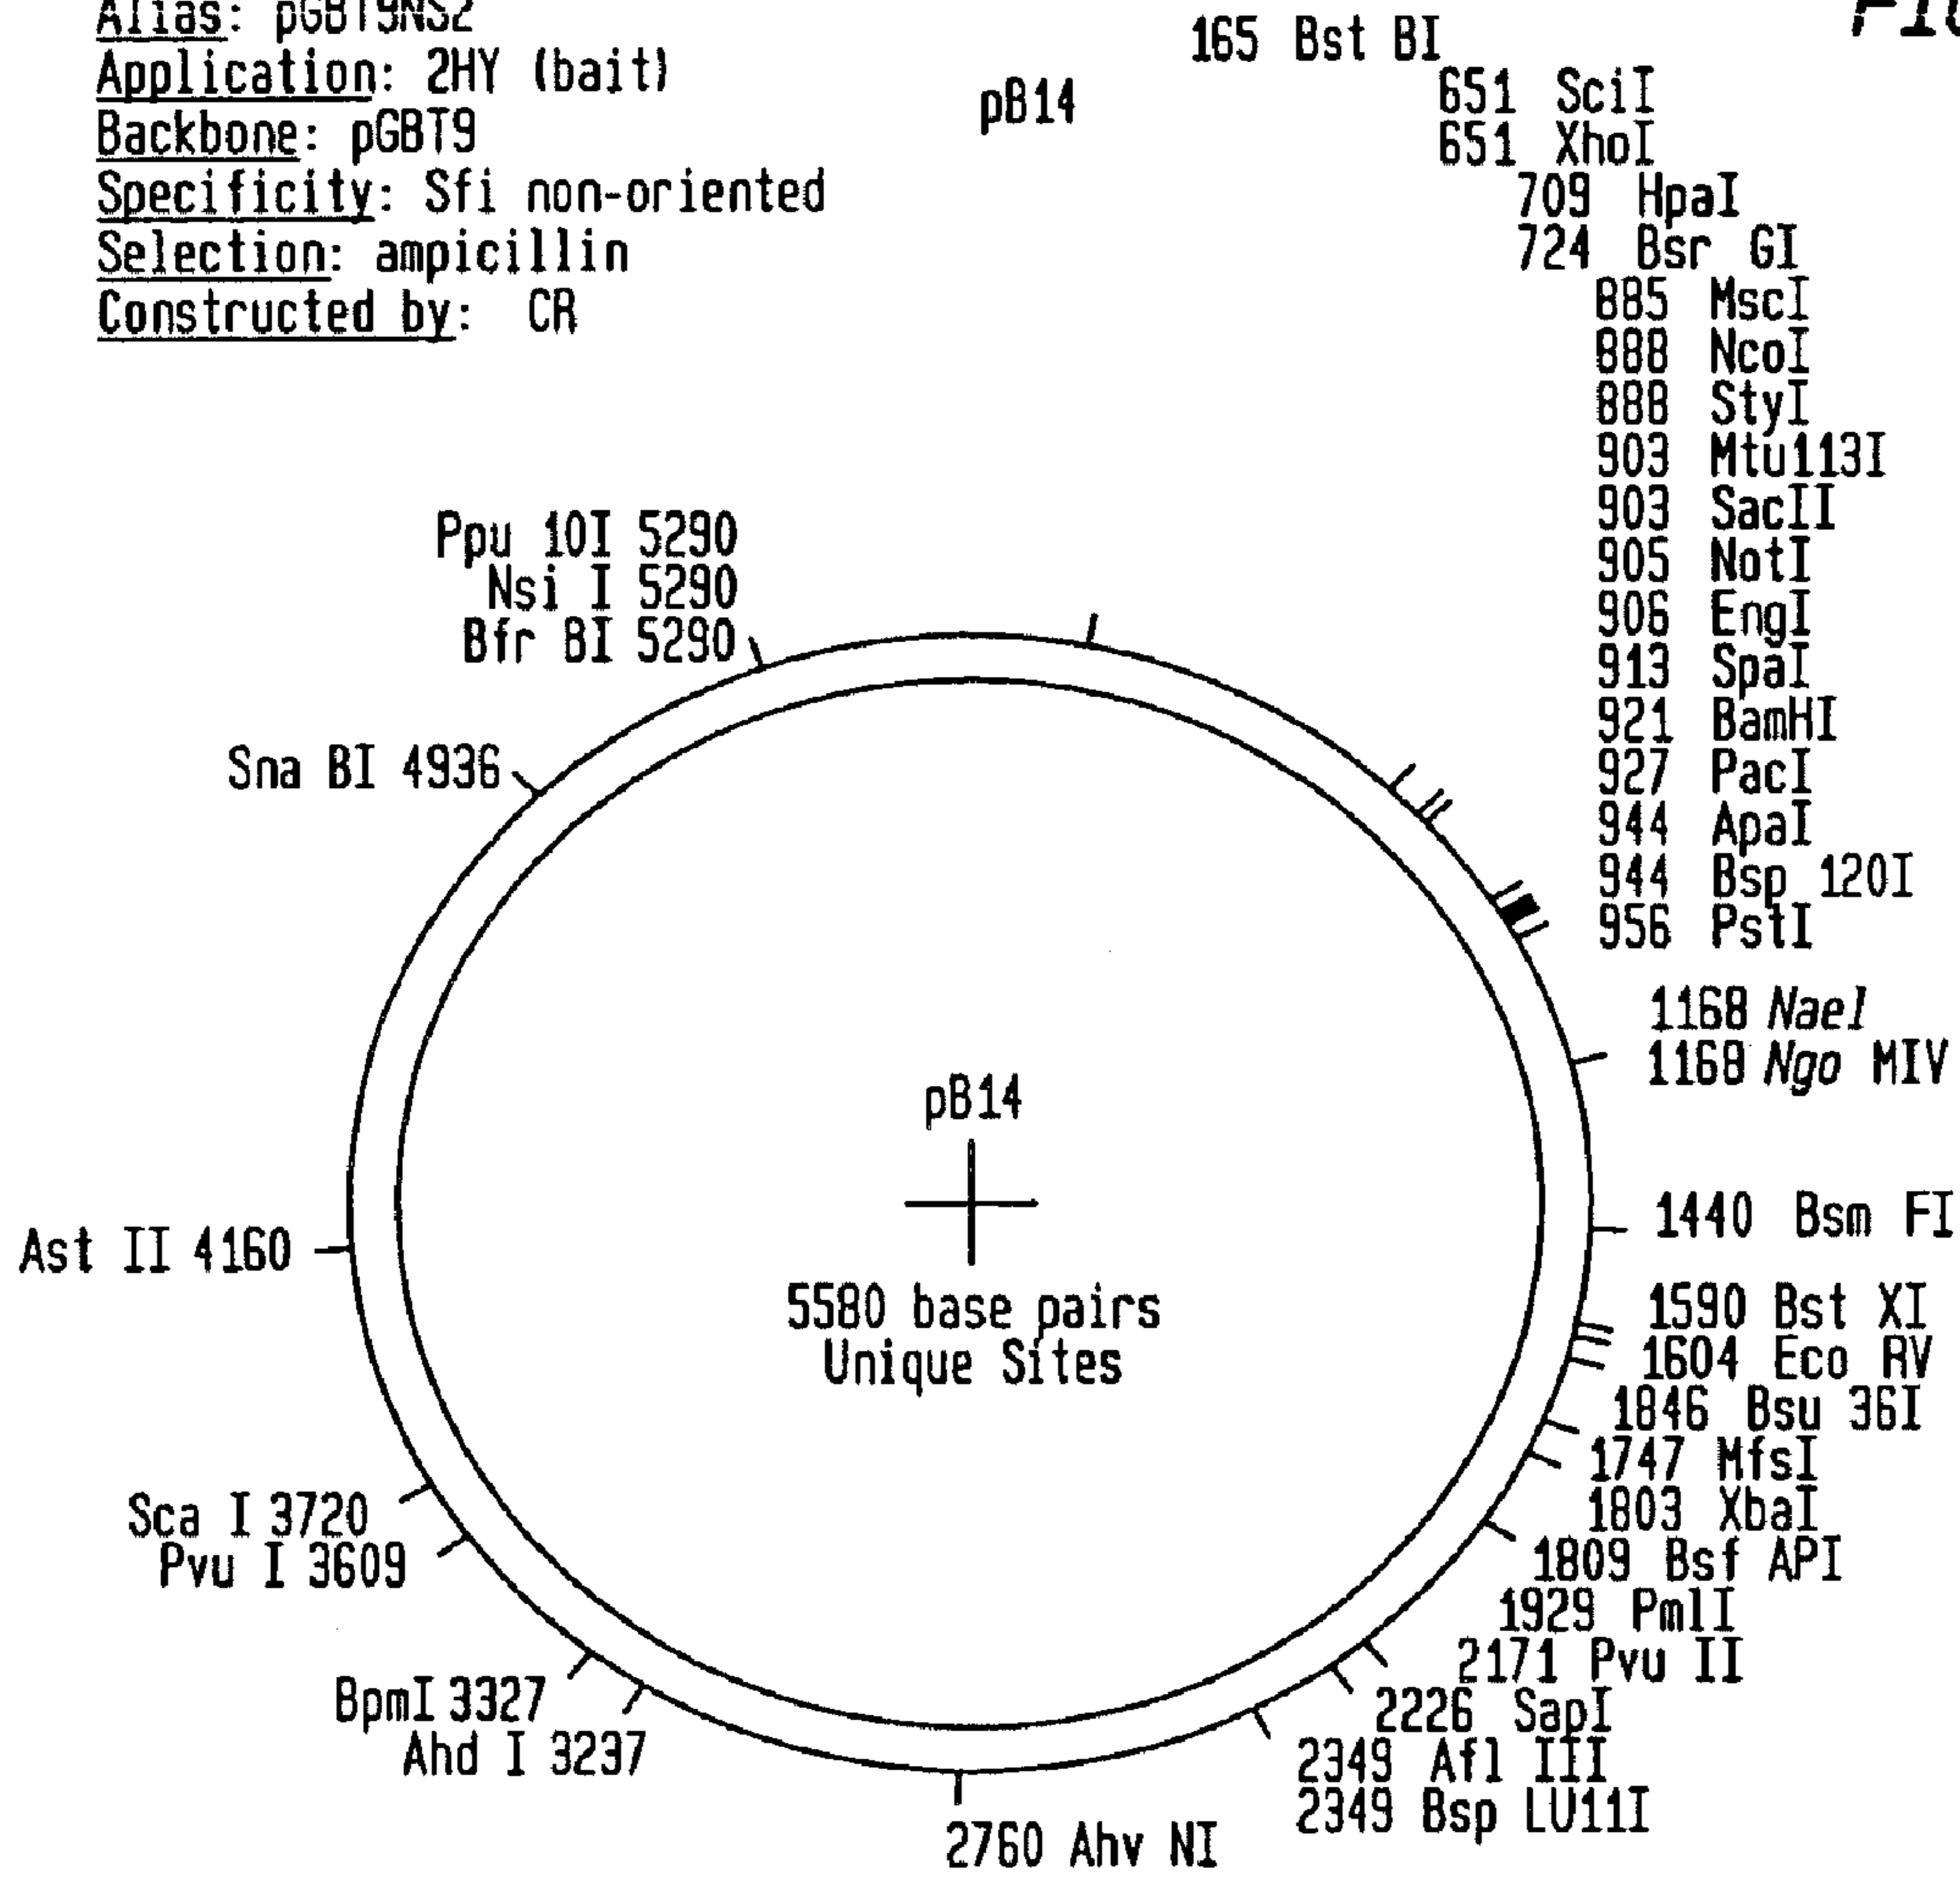 Alias: pGBT9NS2
Application: 2HY (bait)
Backbone: pGBT9
Specificity: Sfi non-oriented
Selection: ampicillin
Constructed by: CR
pB14
165 Bst BI
651 SciI
651 XhoI
709 HpaI
724 Bsr GI
885 MscI
888 NcoI
888 StyI
903 Mtu113I
903 SacII
905 NotI
906 EngI
913 SpaI
921 BamHI
927 PacI
944 ApaI
944 Bsp 120I
956 PstI
1168 NaeI
1168 Ngo MIV
1440 Bsm FI
1590 Bst XI
1604 Eco RV
1846 Bsu 36I
1747 MfsI
1803 XbaI
1809 Bsf API
1929 PmlI
2171 Pvu II
2226 SapI
2349 Afl III
2349 Bsp LU11I
2760 Ahv NI
Ahd I 3237
BpmI 3327
Pvu I 3609
Sca I 3720
Ast II 4160
Sna BI 4936
Ppu 10I 5290
Nsi I 5290
Bfr BI 5290
pB14
5580 base pairs
Unique Sites